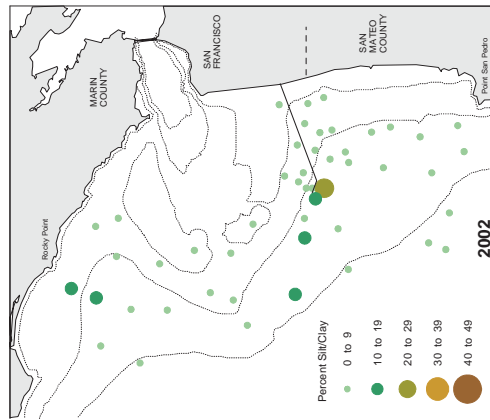 MARIN
COUNTY
SAN
FRANCISCO
SAN
MATEO
COUNTY
Rocky Point
Point San Pedro
Percent Silt/Clay
0 to 9
10 to 19
20 to 29
30 to 39
40 to 49
2002